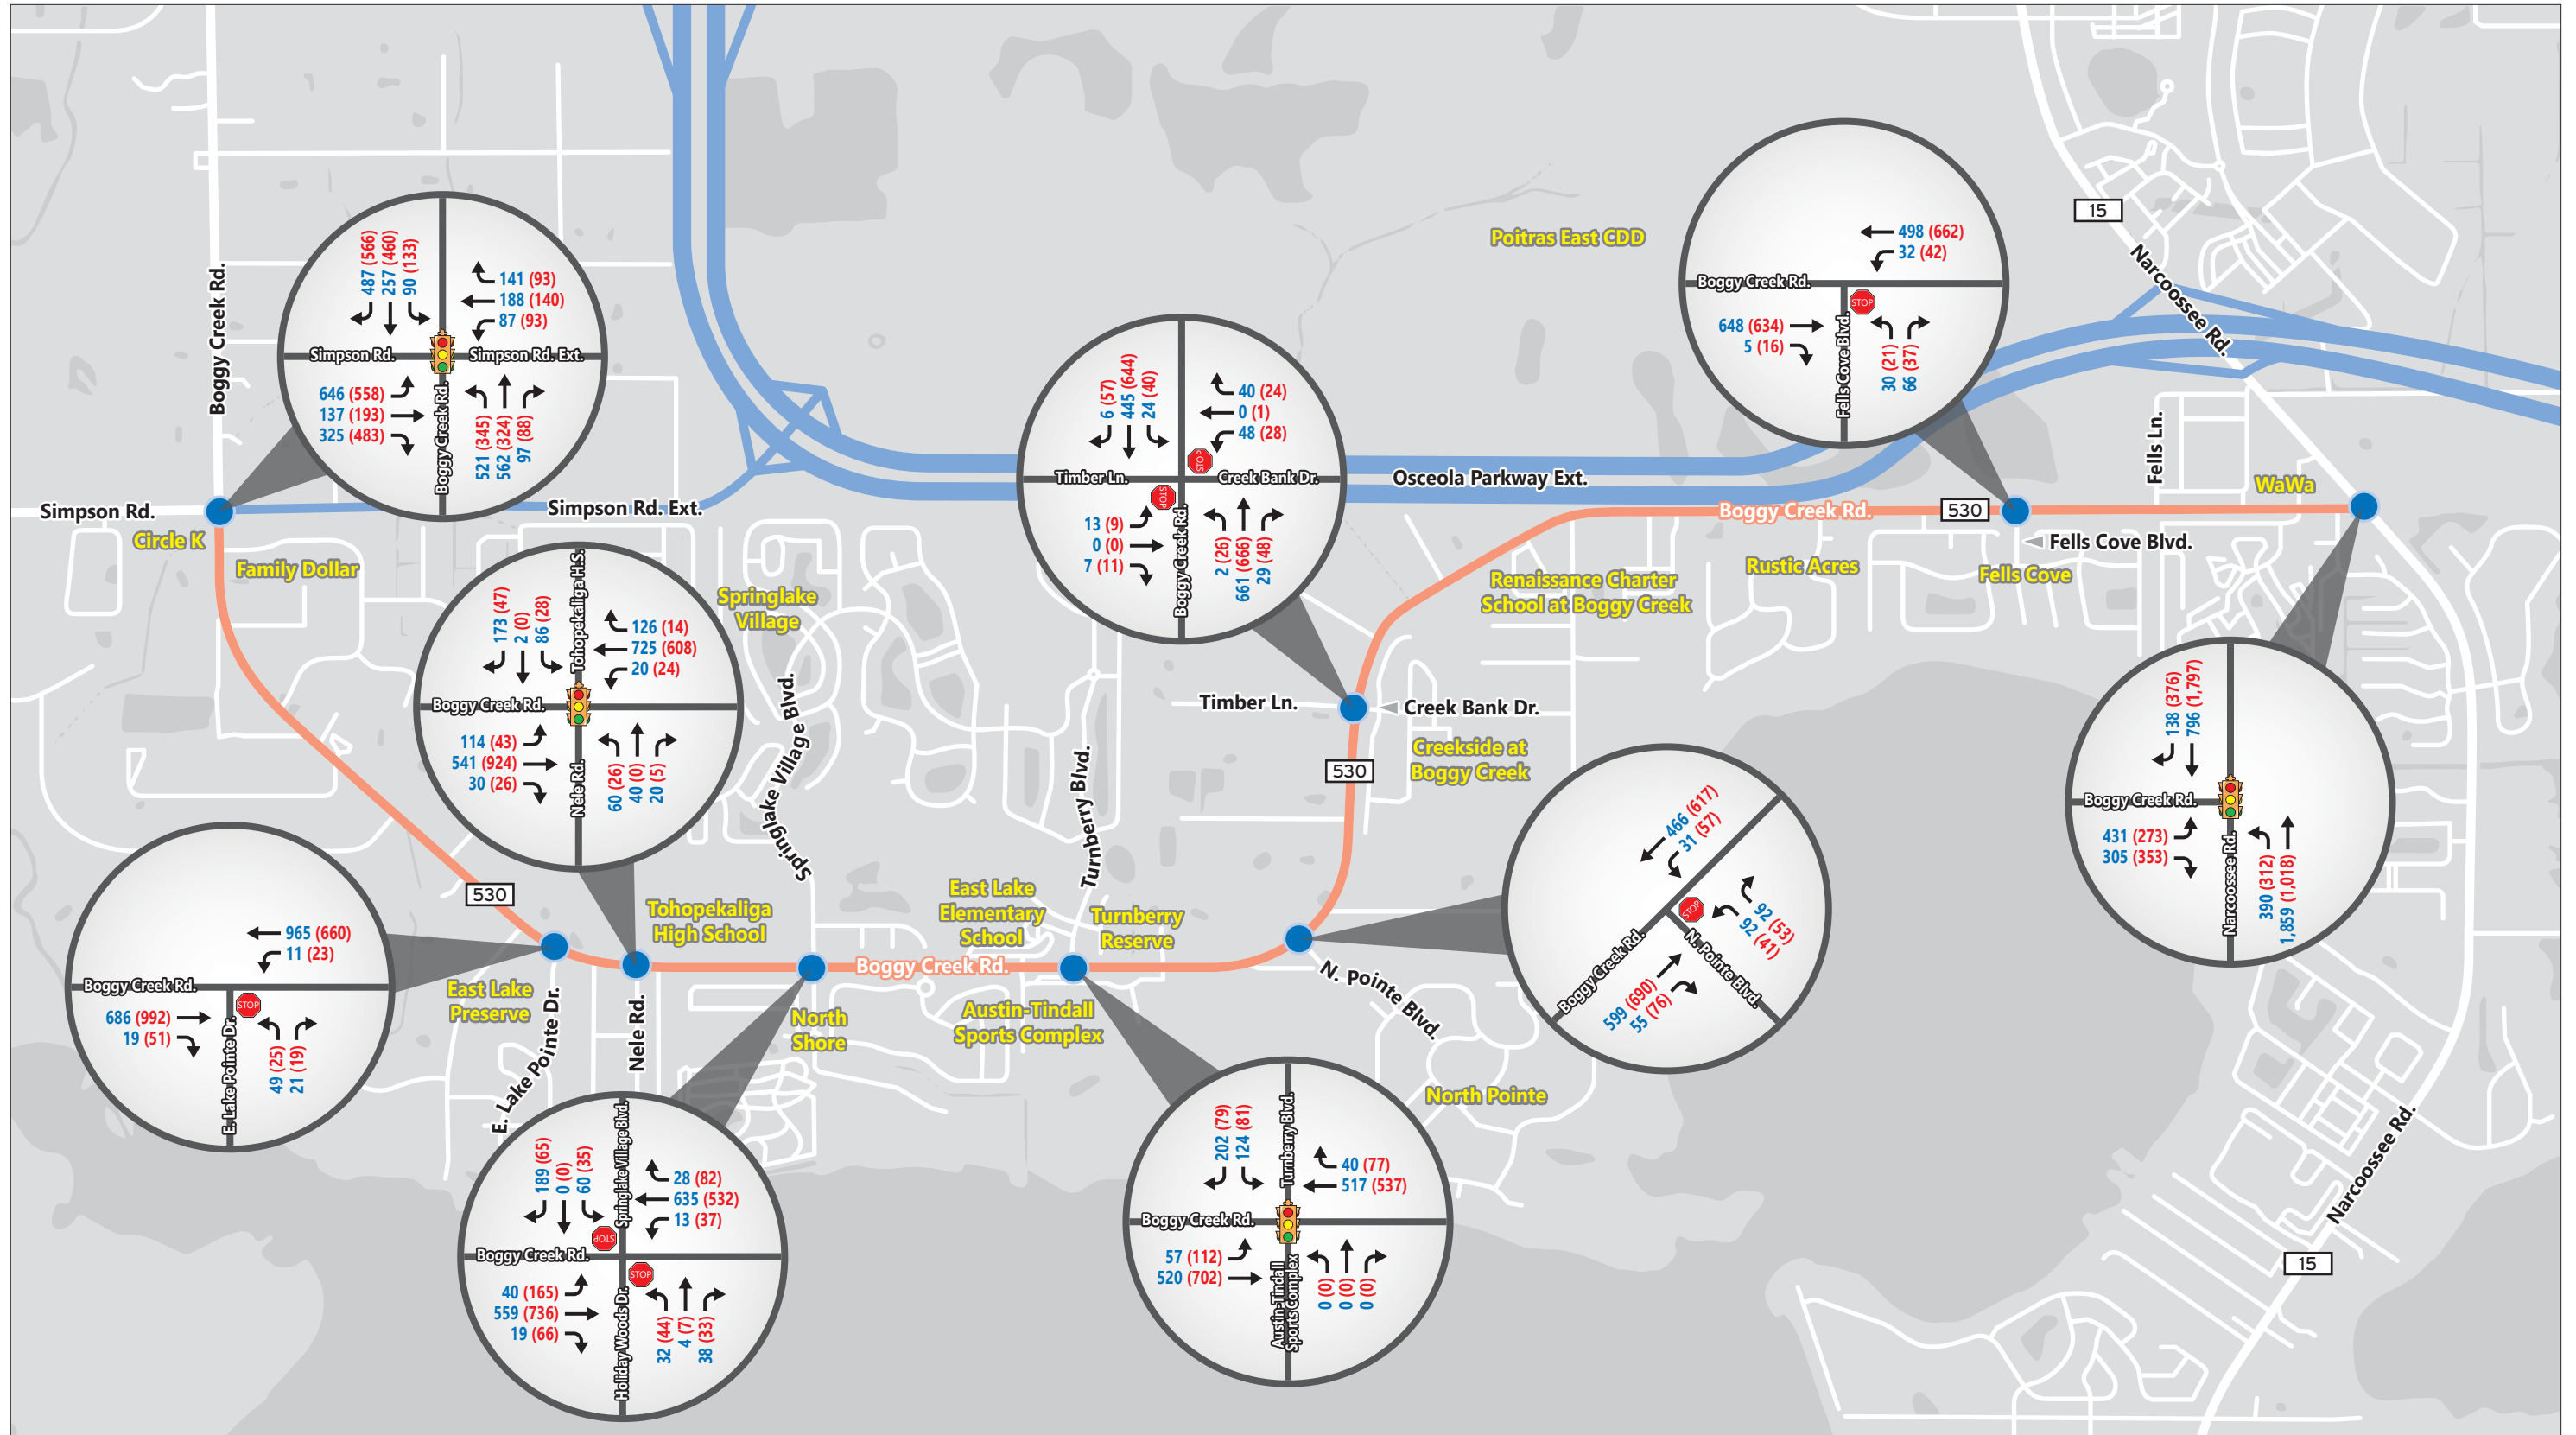 15
Narcoossee Rd.
Poitras East CDD
498 (662)
32 (42)
Boggy Creek Rd.
STOP
648 (634)
5 (16)
Fells Cove Blvd.
30 (21)
66 (37)
Boggy Creek Rd.
487 (566)
257 (460)
90 (133)
141 (93)
188 (140)
87 (93)
Simpson Rd.
Simpson Rd. Ext.
646 (558)
137 (193)
325 (483)
Boggy Creek Rd.
521 (345)
562 (324)
97 (88)
6 (57)
445 (644)
24 (40)
40 (24)
0 (1)
48 (28)
STOP
Timber Ln.
Creek Bank Dr.
STOP
13 (9)
0 (0)
7 (11)
Boggy Creek Rd.
2 (26)
661 (666)
29 (48)
Osceola Parkway Ext.
Fells Ln.
WaWa
Simpson Rd.
Simpson Rd. Ext.
Boggy Creek Rd.
530
Fells Cove Blvd.
Circle K
Family Dollar
Renaissance Charter
School at Boggy Creek
Rustic Acres
Fells Cove
Springlake
Village
Tohopekaliga H.S.
173 (47)
2 (0)
86 (28)
126 (14)
725 (608)
20 (24)
Boggy Creek Rd.
114 (43)
541 (924)
30 (26)
Nele Rd.
60 (26)
40 (0)
20 (5)
Springlake Village Blvd.
Turnberry Blvd.
Timber Ln.
Creek Bank Dr.
Creekside at
Boggy Creek
530
138 (376)
796 (1,797)
Boggy Creek Rd.
431 (273)
305 (353)
Narcoossee Rd.
390 (312)
1,859 (1,018)
466 (617)
31 (57)
STOP
92 (53)
92 (41)
Boggy Creek Rd.
N. Pointe Blvd.
599 (690)
55 (76)
530
965 (660)
11 (23)
Boggy Creek Rd.
STOP
686 (992)
19 (51)
E. Lake Pointe Dr.
49 (25)
21 (19)
Tohopekaliga
High School
East Lake
Elementary
School
Turnberry
Reserve
Boggy Creek Rd.
East Lake
Preserve
E. Lake Pointe Dr.
Nele Rd.
North
Shore
Austin-Tindall
Sports Complex
N. Pointe Blvd.
North Pointe
Springlake Village Blvd.
189 (65)
0 (0)
60 (35)
28 (82)
635 (532)
13 (37)
STOP
Boggy Creek Rd.
STOP
40 (165)
559 (736)
19 (66)
Holiday Woods Dr.
32 (44)
4 (7)
38 (33)
Turnberry Blvd.
202 (79)
124 (81)
40 (77)
517 (537)
Boggy Creek Rd.
57 (112)
520 (702)
Austin-Tindall
Sports Complex
0 (0)
0 (0)
0 (0)
Narcoossee Rd.
15